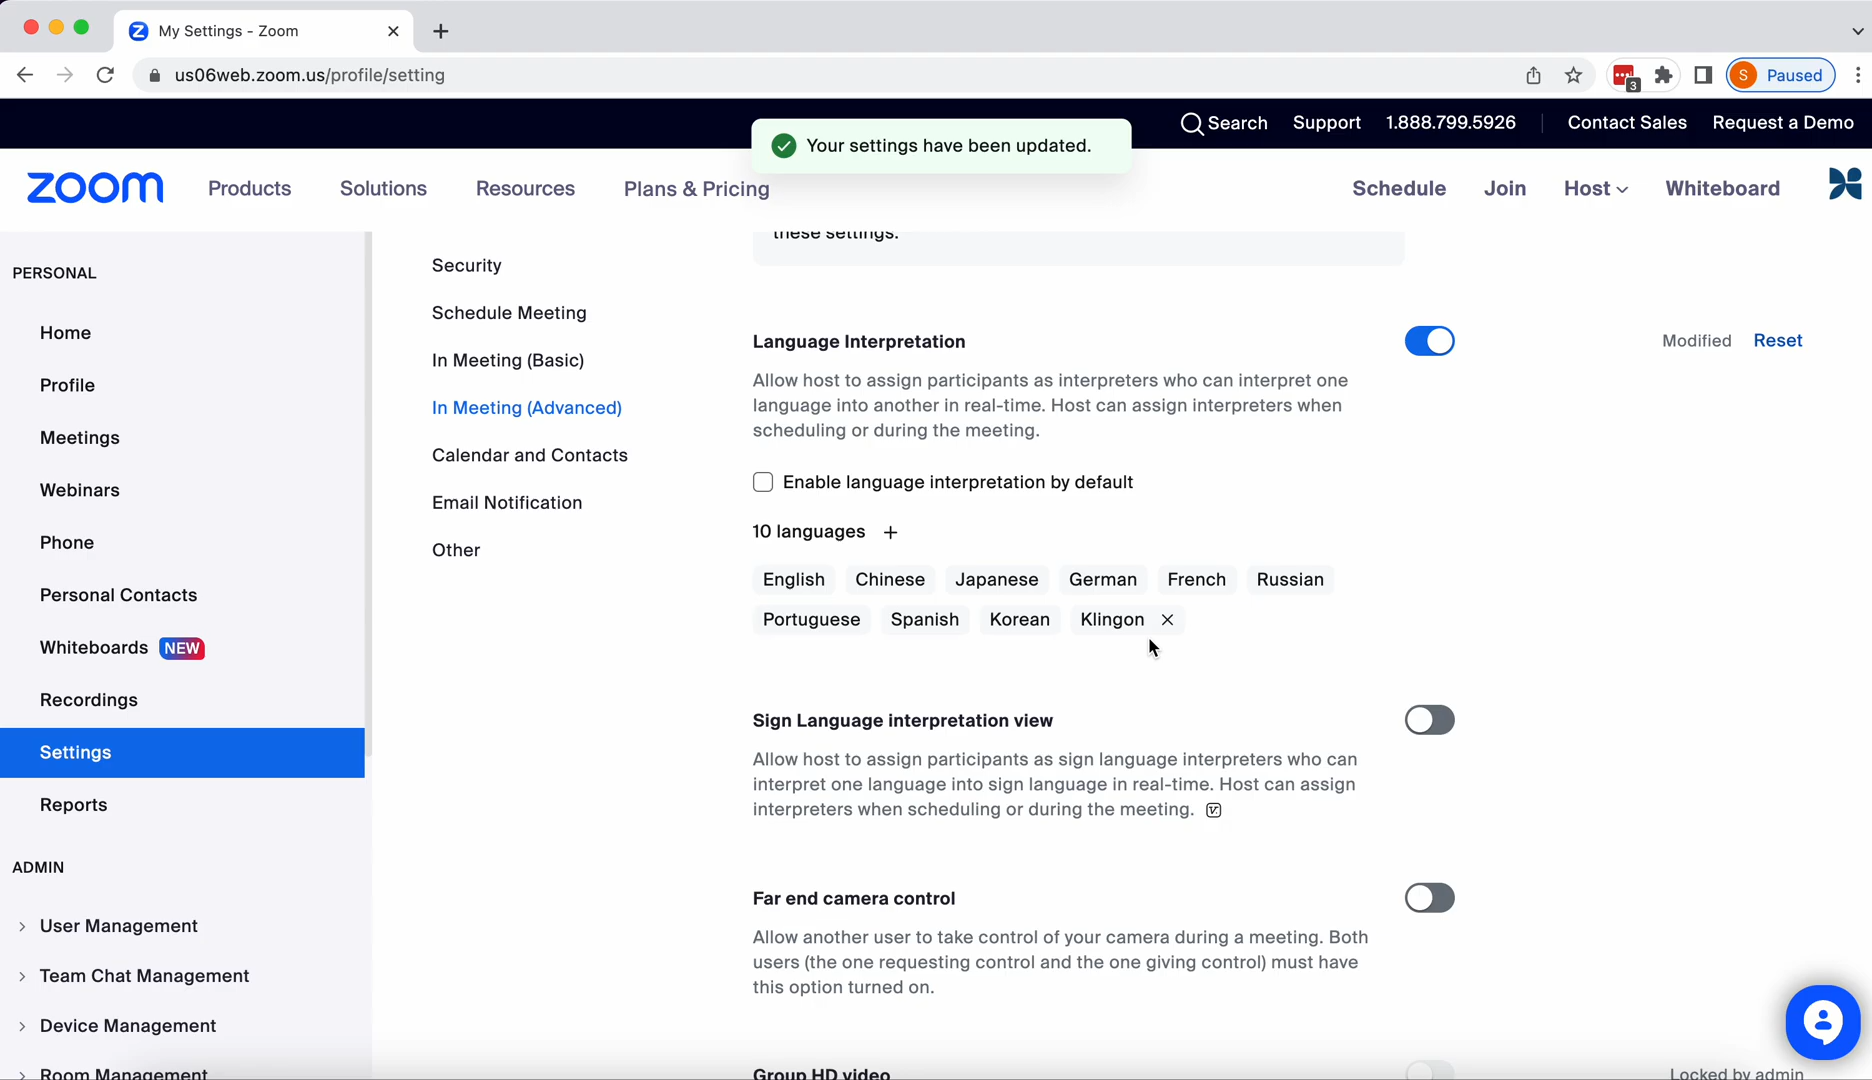 My Settings - Zoom
us06web.zoom.us/profile/setting
3
S Paused
Search Support 1.888.799.5926 Contact Sales Request a Demo
Your settings have been updated.
zoom Products Solutions Resources Plans & Pricing Schedule Join Host Whiteboard
PERSONAL
Home
Profile
Meetings
Webinars
Phone
Personal Contacts
Whiteboards NEW
Recordings
Settings
Reports
ADMIN
User Management
Team Chat Management
Device Management
Room Management
Security
Schedule Meeting
In Meeting (Basic)
In Meeting (Advanced)
Calendar and Contacts
Email Notification
Other
these settings.
Language Interpretation
Modified Reset
Allow host to assign participants as interpreters who can interpret one
language into another in real-time. Host can assign interpreters when
scheduling or during the meeting.
Enable language interpretation by default
10 languages +
English Chinese Japanese German French Russian
Portuguese Spanish Korean Klingon
Sign Language interpretation view
Allow host to assign participants as sign language interpreters who can
interpret one language into sign language in real-time. Host can assign
interpreters when scheduling or during the meeting.
Far end camera control
Allow another user to take control of your camera during a meeting. Both
users (the one requesting control and the one giving control) must have
this option turned on.
Group HD video
Locked by admin